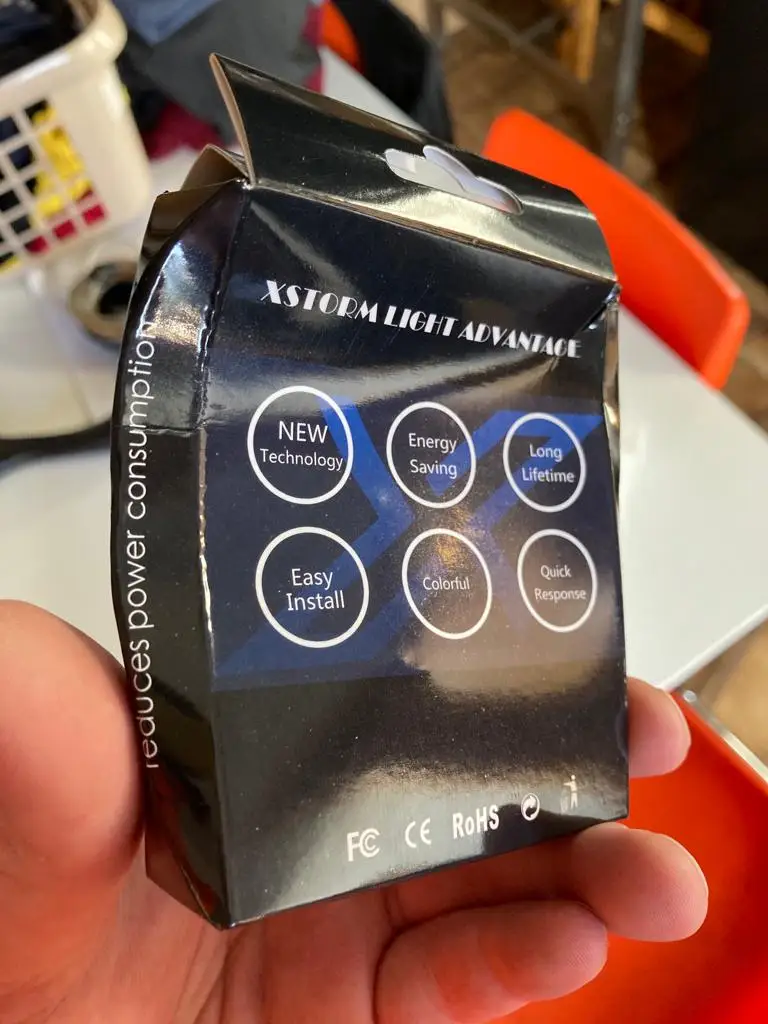 XSTORM LIGHT ADVANTAGE
NEW
Technology
Energy
Saving
Long
Lifetime
Easy
Install
Colorful
Quick
Response
FC CE RoHS
reduces power consumption